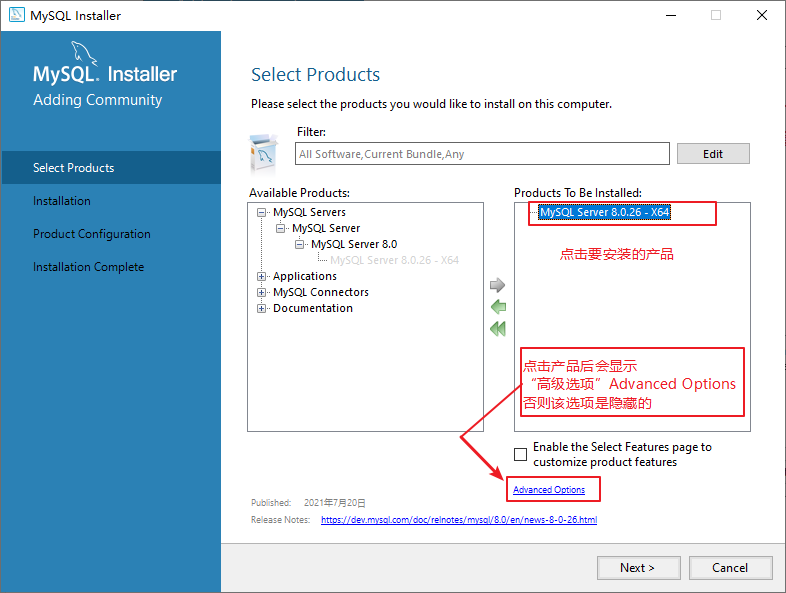 MySQL Installer
MySQL. Installer
Adding Community
Select Products
Installation
Product Configuration
Installation Complete
Select Products
Please select the products you would like to install on this computer.
Filter:
All Software,Current Bundle,Any
Edit
Available Products:
MySQL Servers
MySQL Server
MySQL Server 8.0
MySQL Server 8.0.26 - X64
Applications
MySQL Connectors
Documentation
Products To Be Installed:
MySQL Server 8.0.26 - X64
点击要安装的产品
点击产品后会显示
“高级选项”Advanced Options
否则该选项是隐藏的
Enable the Select Features page to
customize product features
Advanced Options
Published: 2021年7月20日
Release Notes: https://dev.mysql.com/doc/relnotes/mysql/8.0/en/news-8-0-26.html
Next >
Cancel